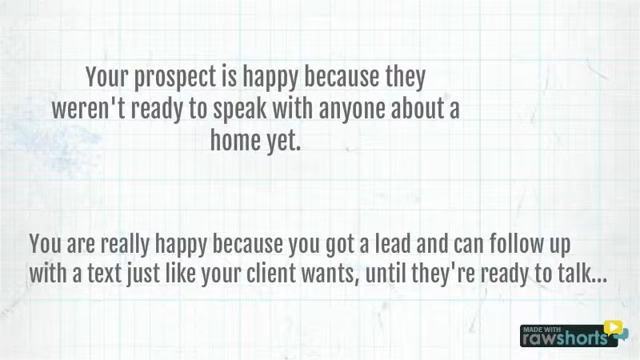 Your prospect is happy because they
weren't ready to speak with anyone about a
home yet.
You are really happy because you got a lead and can follow up
with a text just like your client wants, until they're ready to talk...
MADE WITH
rawshorts